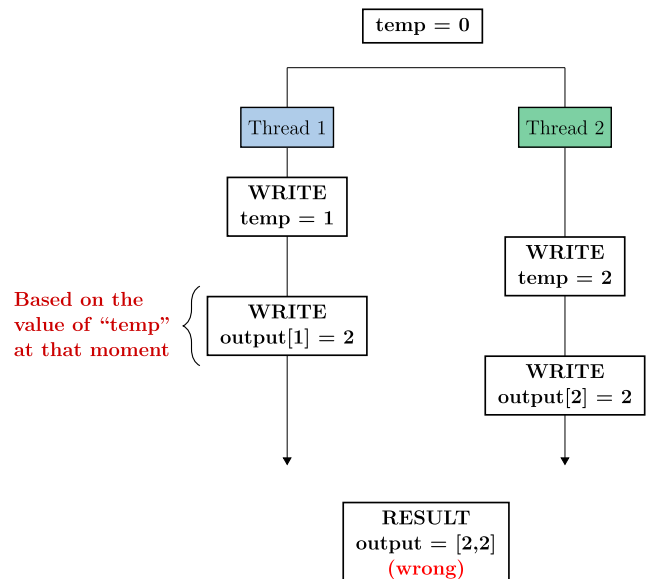 temp = 0
Thread 1
Thread 2
WRITE
temp = 1
WRITE
temp = 2
Based on the
value of “temp”
at that moment
WRITE
output[1] = 2
WRITE
output[2] = 2
RESULT
output = [2,2]
(wrong)